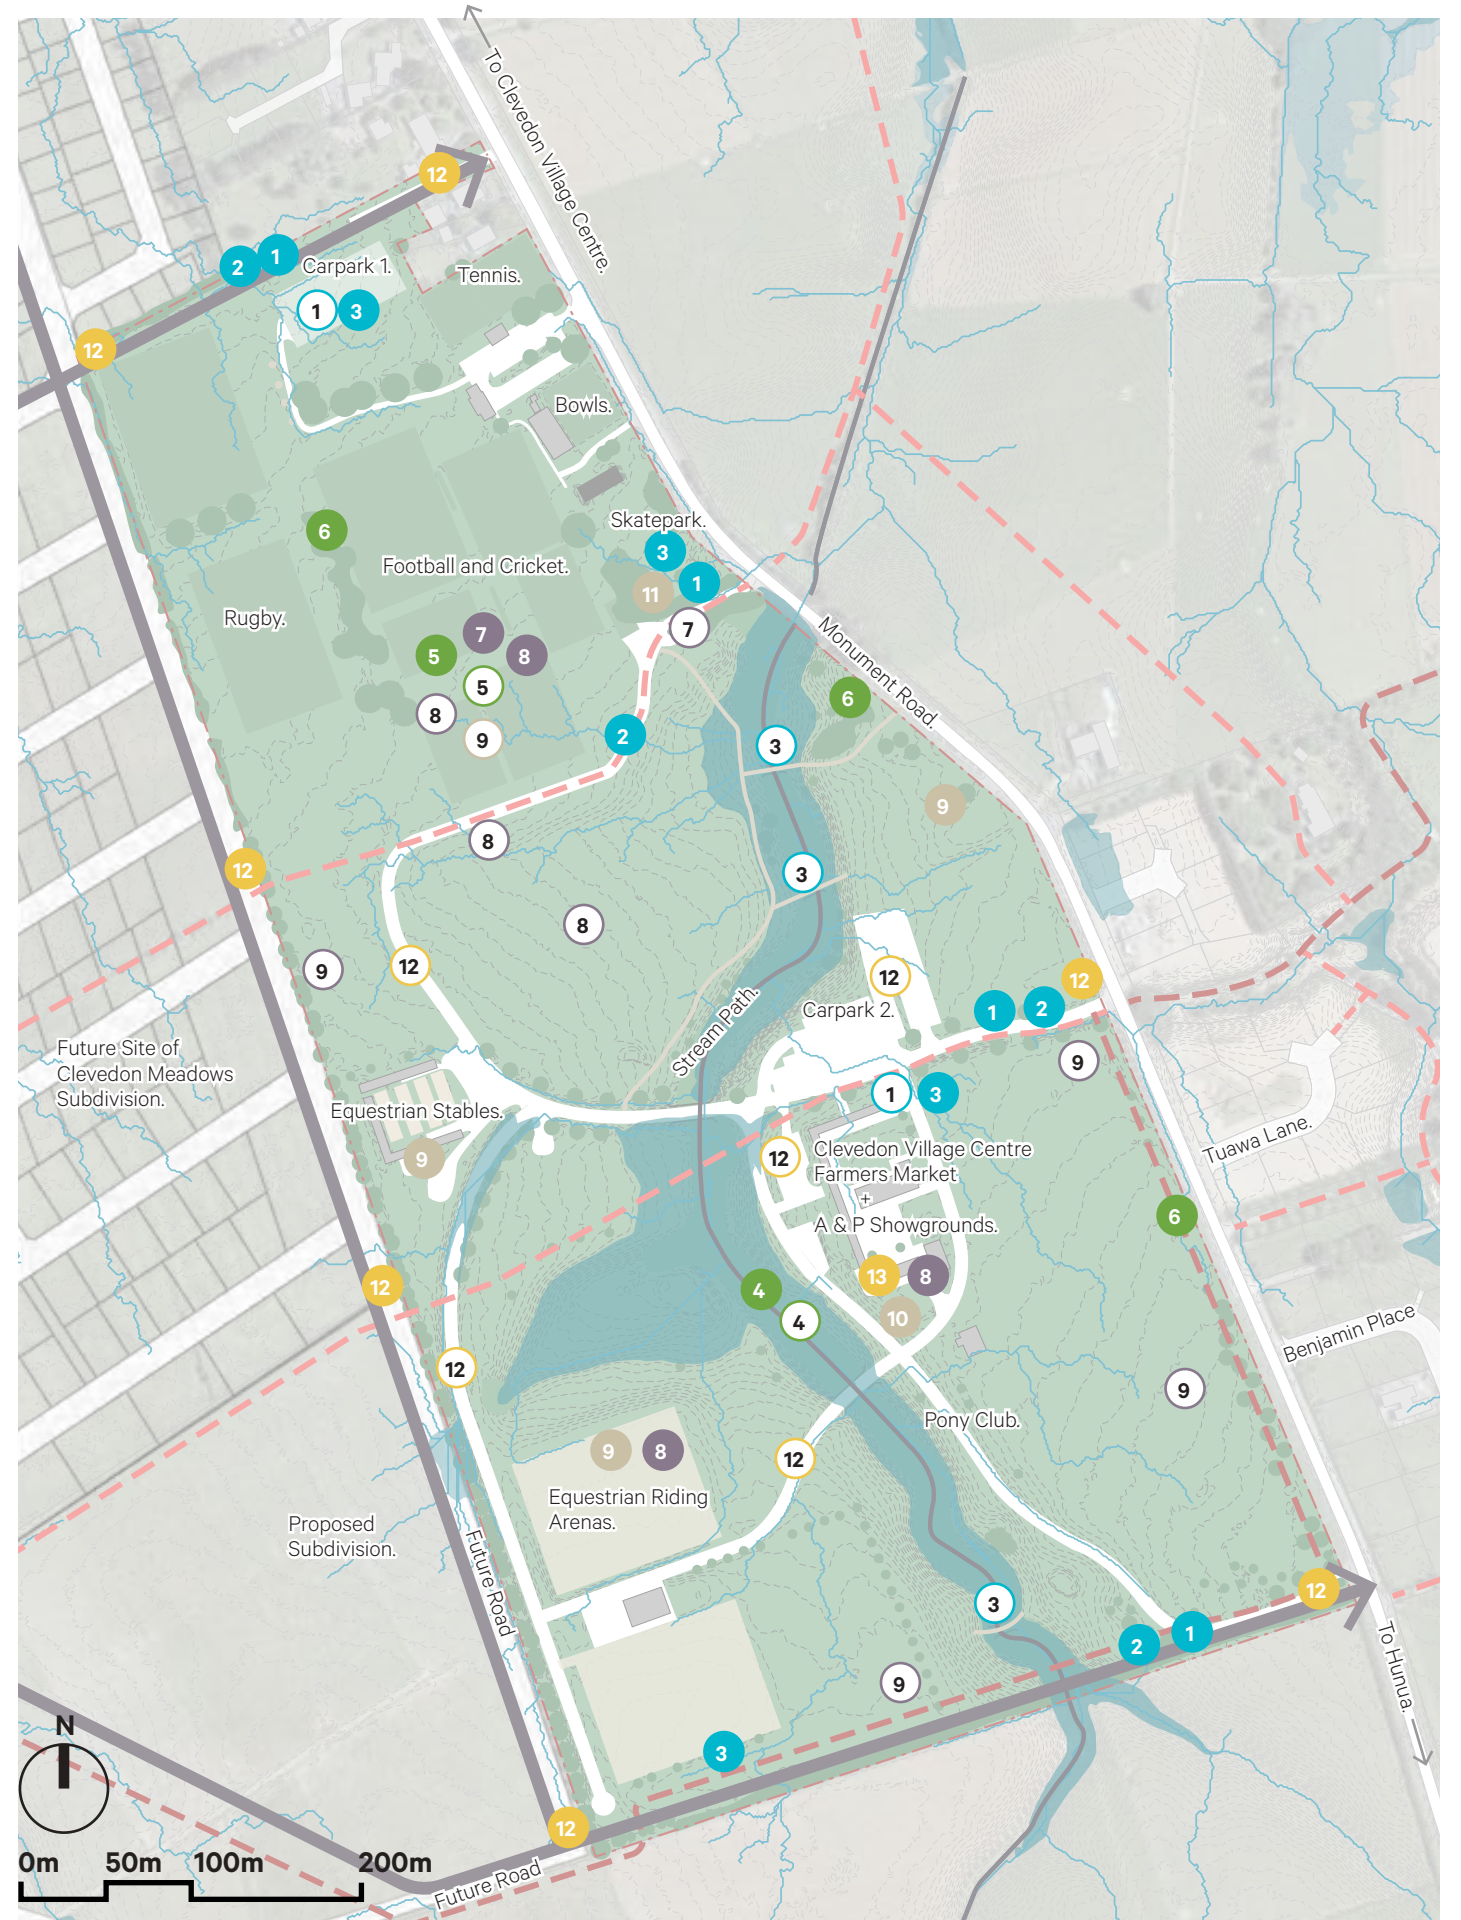 To Clevedon Village Centre.
12
2
1
Carpark 1.
Tennis.
1
3
12
Bowls.
Skatepark.
6
3
Football and Cricket.
1
11
Rugby.
7
7
Monument Road.
5
8
5
6
8
9
2
3
9
8
12
3
8
9
12
12
12
Carpark 2.
1
2
Stream Path.
Future Site of
Clevedon Meadows
Subdivision.
9
1
3
Equestrian Stables.
Tuawa Lane.
9
12
Clevedon Village Centre
Farmers Market
+
A & P Showgrounds.
6
12
4
13
8
4
10
Benjamin Place
12
9
Pony Club.
9
8
12
Equestrian Riding
Arenas.
Proposed
Subdivision.
Future Road
3
12
2
1
To Hunua.
9
N
3
12
0m
50m
100m
200m
Future Road